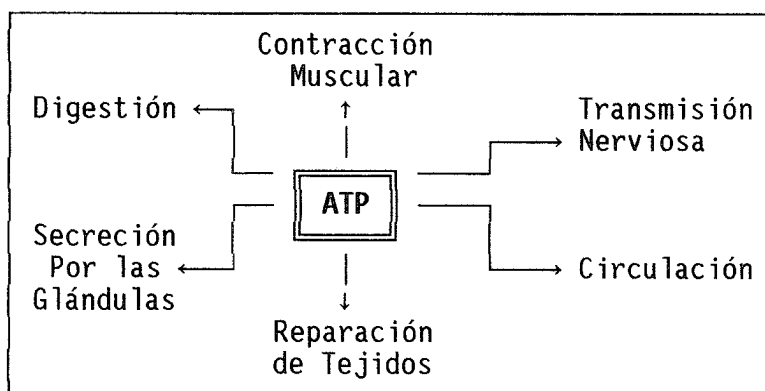 Contracción
Muscular
Digestión
Transmisión
Nerviosa
ATP
Secreción
Por las
Glándulas
Circulación
Reparación
de Tejidos